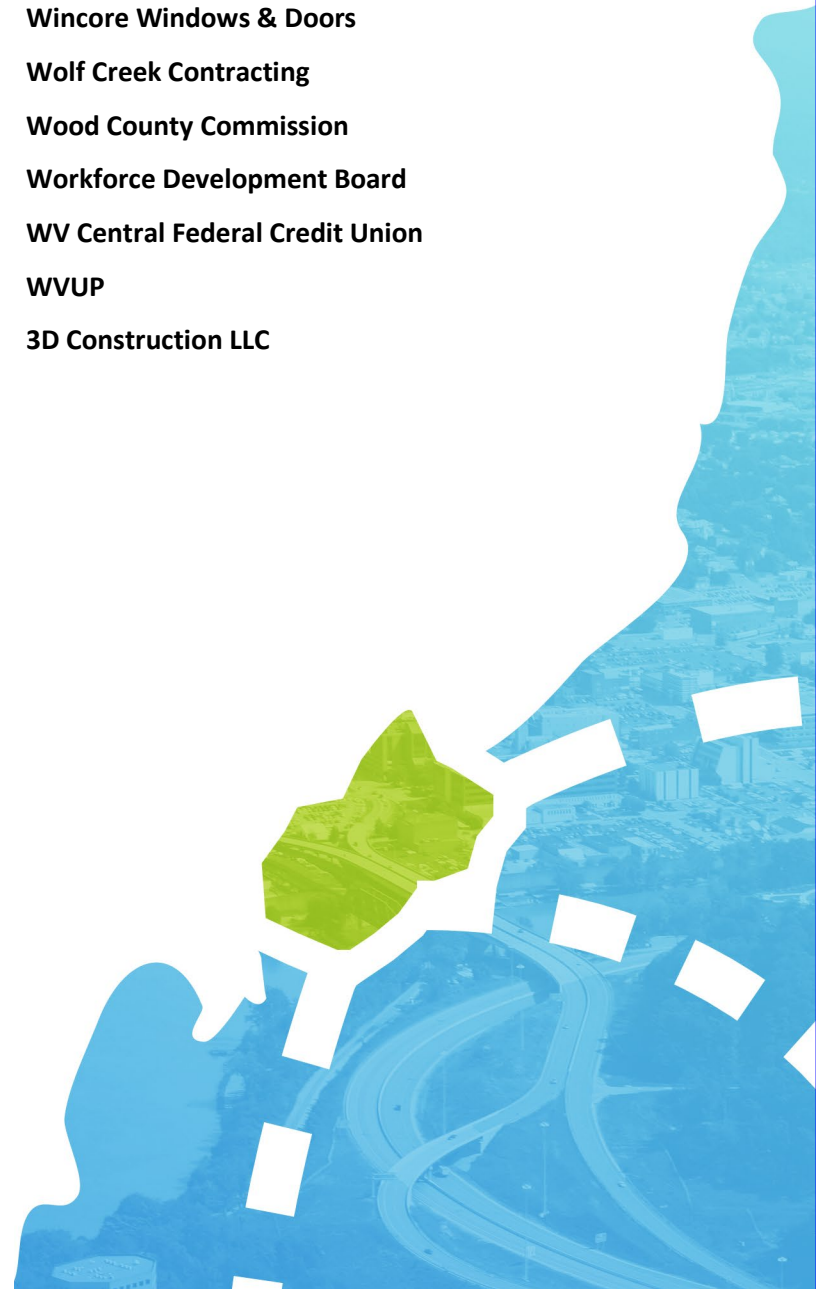 Wincore Windows & Doors
Wolf Creek Contracting
Wood County Commission
Workforce Development Board
WV Central Federal Credit Union
WVUP
3D Construction LLC